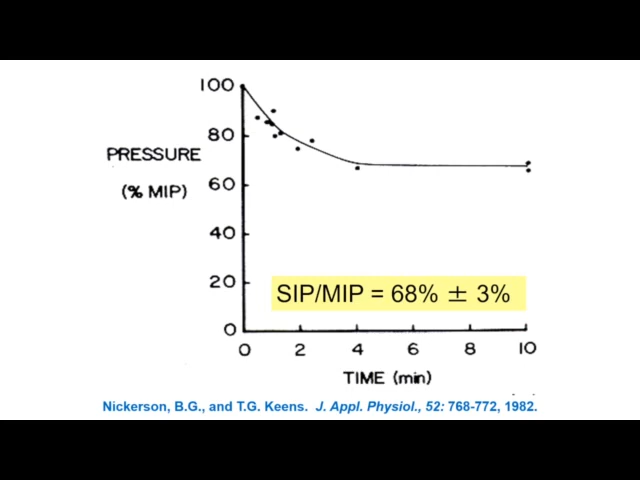 100
80
60
40
20
0
PRESSURE
(% MIP)
SIP/MIP = 68% ± 3%
0 2 4 6 8 10
TIME (min)
Nickerson, B.G., and T.G. Keens. J. Appl. Physiol., 52: 768-772, 1982.